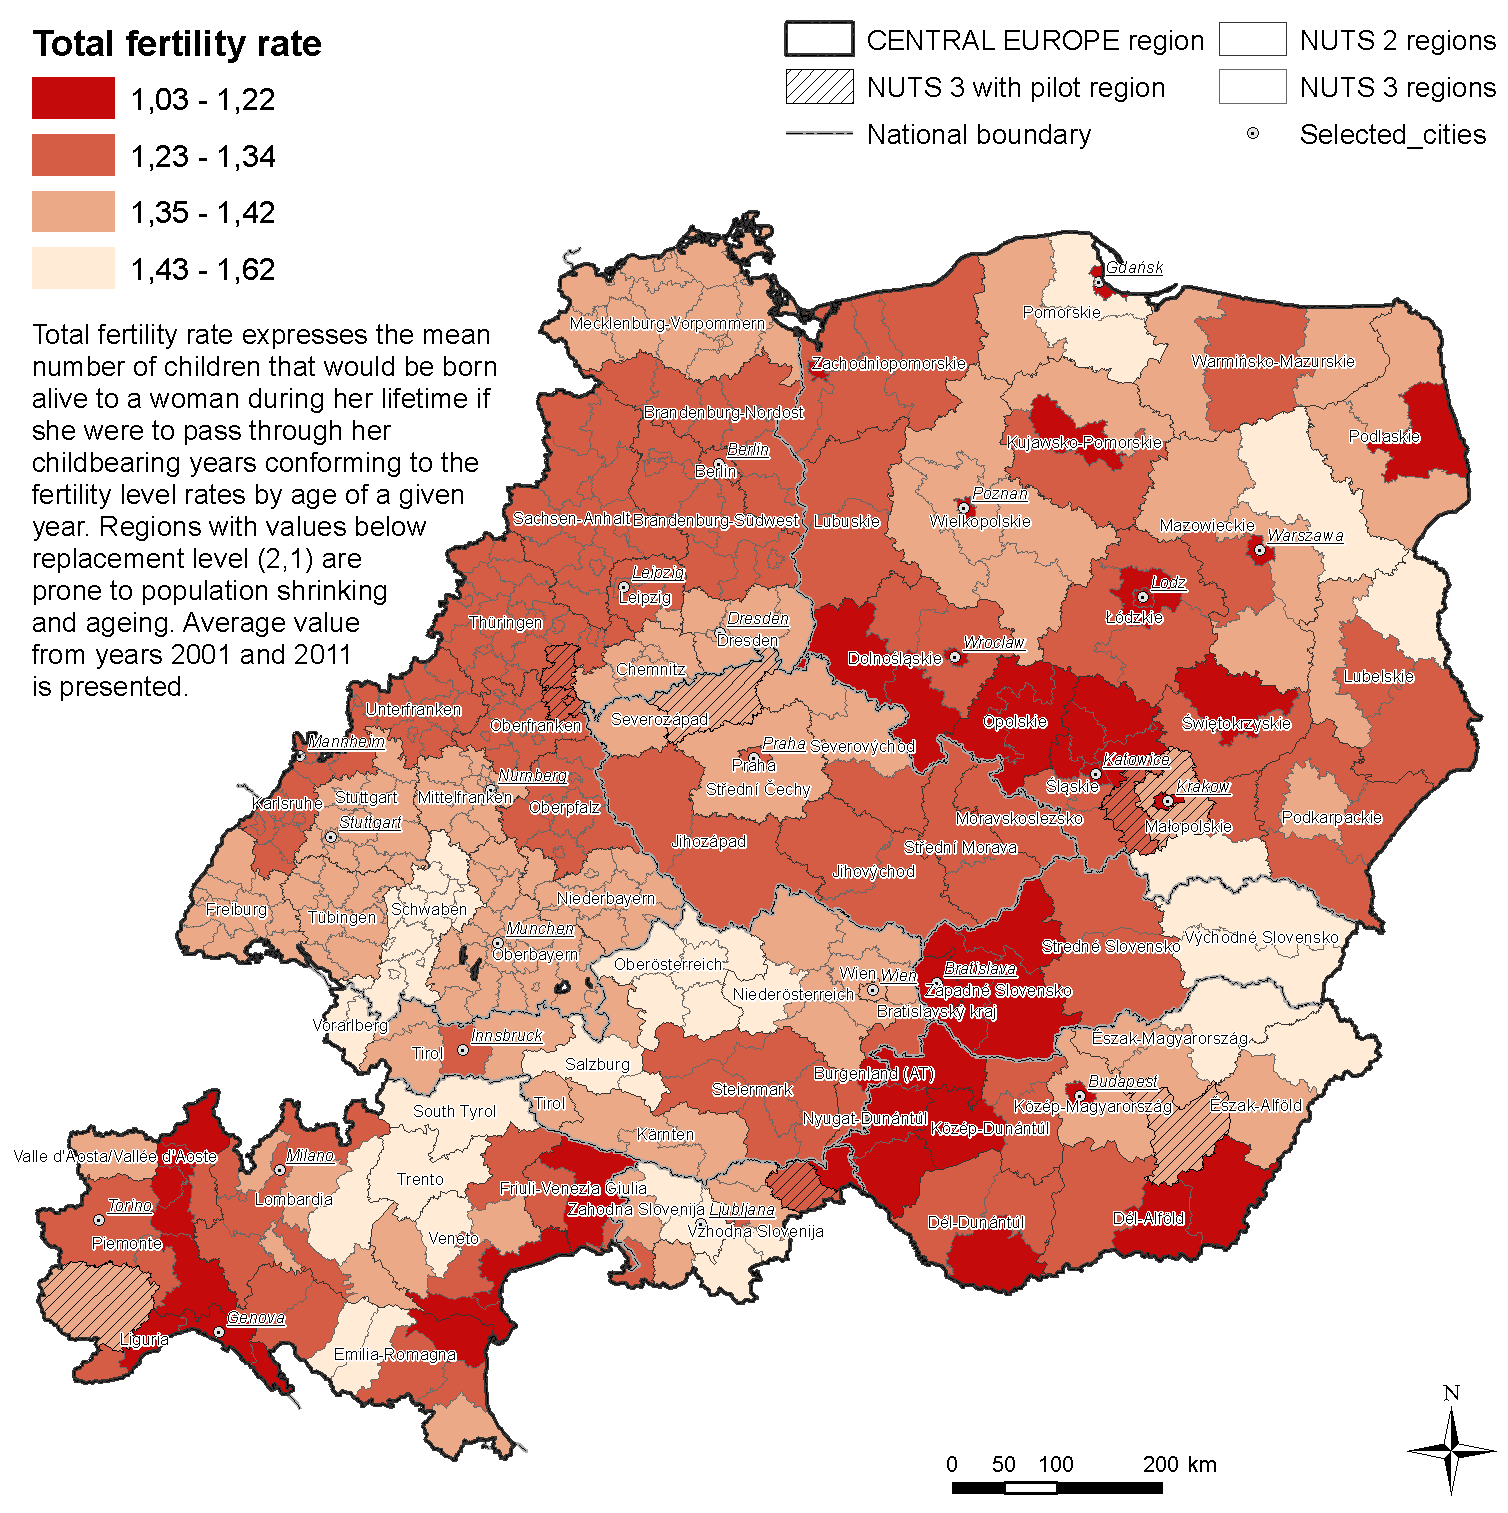 Total fertility rate
1,03 - 1,22
1,23 - 1,34
1,35 - 1,42
1,43 - 1,62
CENTRAL EUROPE region
NUTS 3 with pilot region
National boundary
NUTS 2 regions
NUTS 3 regions
Selected_cities
Total fertility rate expresses the mean
number of children that would be born
alive to a woman during her lifetime if
she were to pass through her
childbearing years conforming to the
fertility level rates by age of a given
year. Regions with values below
replacement level (2,1) are
prone to population shrinking
and ageing. Average value
from years 2001 and 2011
is presented.
Gdańsk
Pomorskie
Mecklenburg-Vorpommern
Zachodniopomorskie
Warmińsko-Mazurskie
Brandenburg-Nordost
Kujawsko-Pomorskie
Podlaskie
Berlin
Berlin
Poznan
Wielkopolskie
Sachsen-Anhalt
Brandenburg-Südwest
Lubuskie
Mazowieckie
Warszawa
Leipzig
Leipzig
Lodz
Łódzkie
Thüringen
Dresden
Dresden
Wrocław
Dolnośląskie
Chemnitz
Lubelskie
Unterfranken
Oberfranken
Severozápad
Opolskie
Świętokrzyskie
Mannheim
Praha
Praha
Severovýchod
Katowice
Śląskie
Nürnberg
Krakow
Karlsruhe
Stuttgart
Mittelfranken
Oberpfalz
Střední Čechy
Stuttgart
Moravskoslezsko
Małopolskie
Podkarpackie
Jihozápad
Střední Morava
Jihovýchod
Freiburg
Tübingen
Schwaben
Niederbayern
München
Oberbayern
Stredné Slovensko
Východné Slovensko
Oberösterreich
Wien
Wien
Bratislava
Západné Slovensko
Niederösterreich
Bratislavský kraj
Vorarlberg
Innsbruck
Tirol
Salzburg
Észak-Magyarország
Burgenland (AT)
Budapest
Steiermark
South Tyrol
Tirol
Nyugat-Dunántúl
Közép-Dunántúl
Közép-Magyarország
Észak-Alföld
Kärnten
Valle d'Aosta/Vallée d'Aoste
Milano
Lombardia
Trento
Friuli-Venezia Giulia
Torino
Piemonte
Veneto
Zahodna Slovenija
Ljubljana
Vzhodna Slovenija
Dél-Dunántúl
Dél-Alföld
Genova
Liguria
Emilia-Romagna
N
0 50 100 200 km